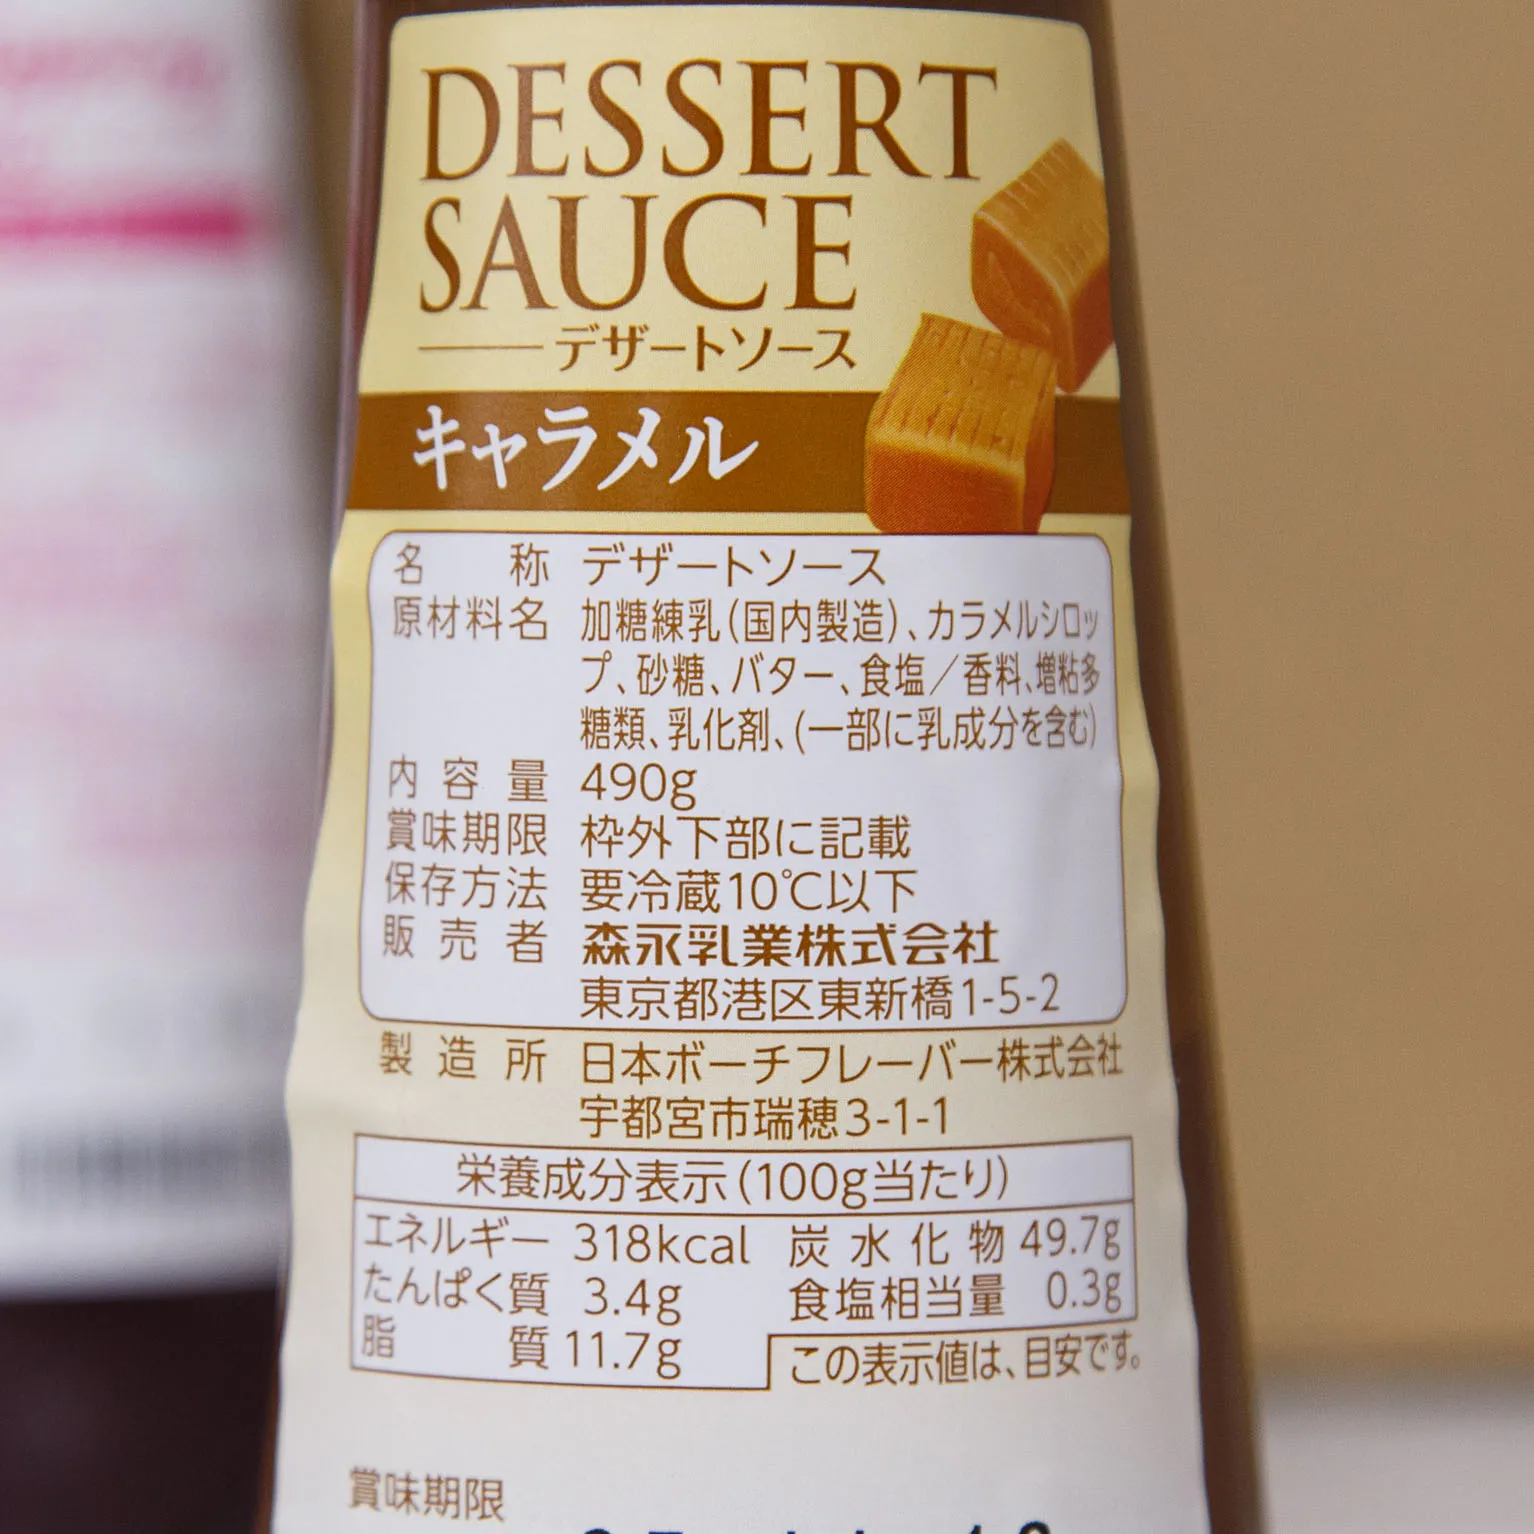 DESSERT
SAUCE
デザートソース
キャラメル
名称 デザートソース
原材料名 加糖練乳(国内製造)、カラメルシロッ
プ、砂糖、バター、食塩/香料、増粘多
糖類、乳化剤、(一部に乳成分を含む)
内容量 490g
賞味期限 枠外下部に記載
保存方法 要冷蔵10℃以下
販売者 森永乳業株式会社
東京都港区東新橋1-5-2
製造所 日本ボーチフレーバー株式会社
宇都宮市瑞穂3-1-1
栄養成分表示(100g当たり)
エネルギー 318kcal 炭水化物 49.7g
たんぱく質 3.4g 食塩相当量 0.3g
脂質 11.7g
この表示値は、目安です。
賞味期限